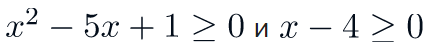 x² − 5x + 1 ≥ 0 и x − 4 ≥ 0